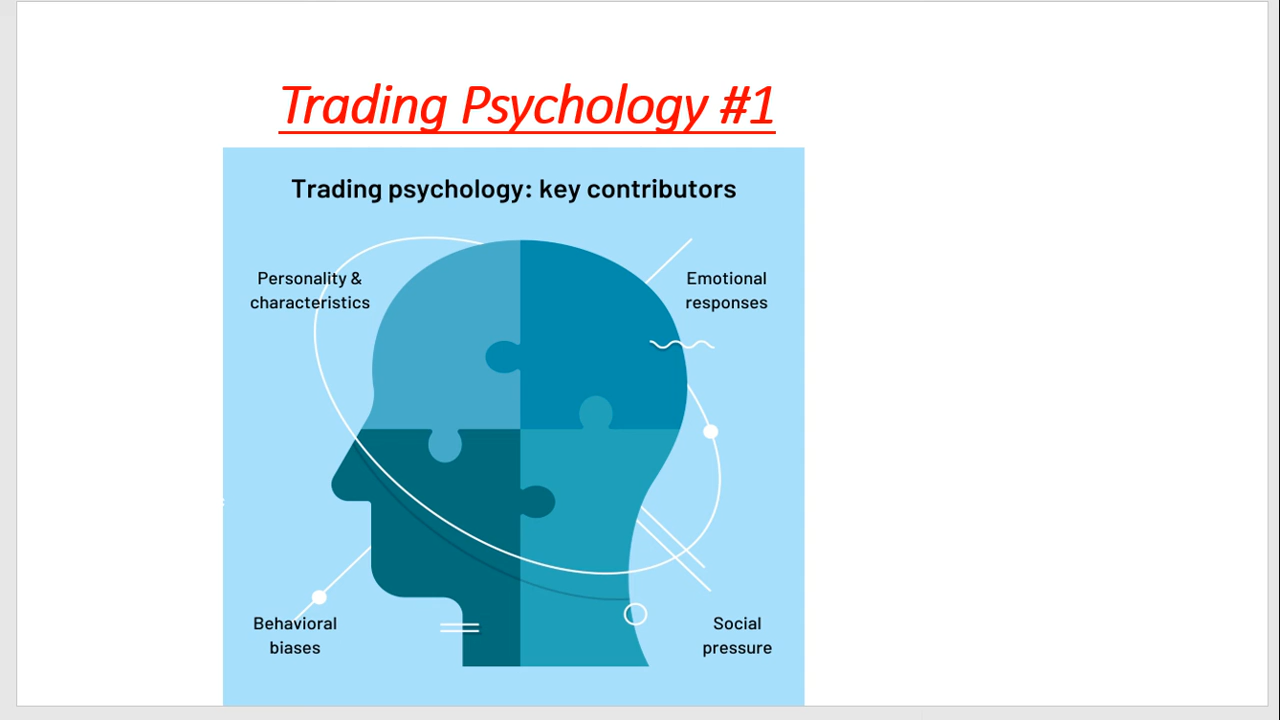 Trading Psychology #1
Trading psychology: key contributors
Personality &
characteristics
Emotional
responses
Behavioral
biases
Social
pressure